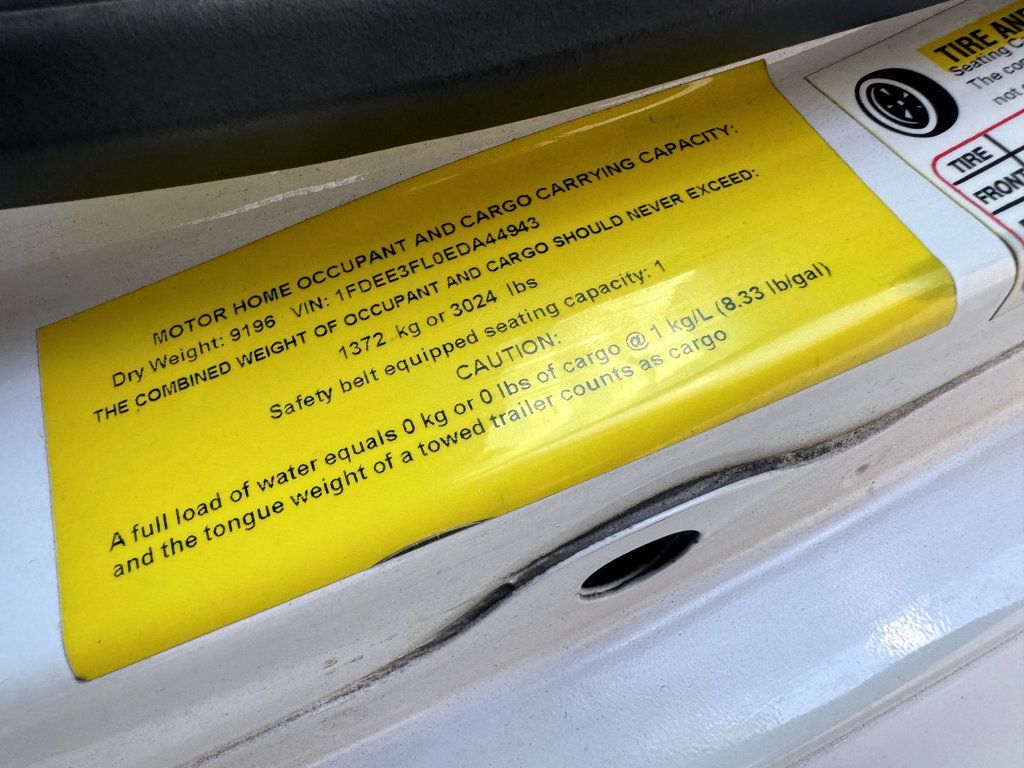 MOTOR HOME OCCUPANT AND CARGO CARRYING CAPACITY:
Dry Weight: 9196 VIN: 1FDEE3FL0EDA44943
THE COMBINED WEIGHT OF OCCUPANT AND CARGO SHOULD NEVER EXCEED:
1372 kg or 3024 lbs
Safety belt equipped seating capacity: 1
CAUTION:
A full load of water equals 0 kg or 0 lbs of cargo @ 1 kg/L (8.33 lb/gal)
and the tongue weight of a towed trailer counts as cargo
TIRE AN
Seating
The
not
TIRE
FRONT